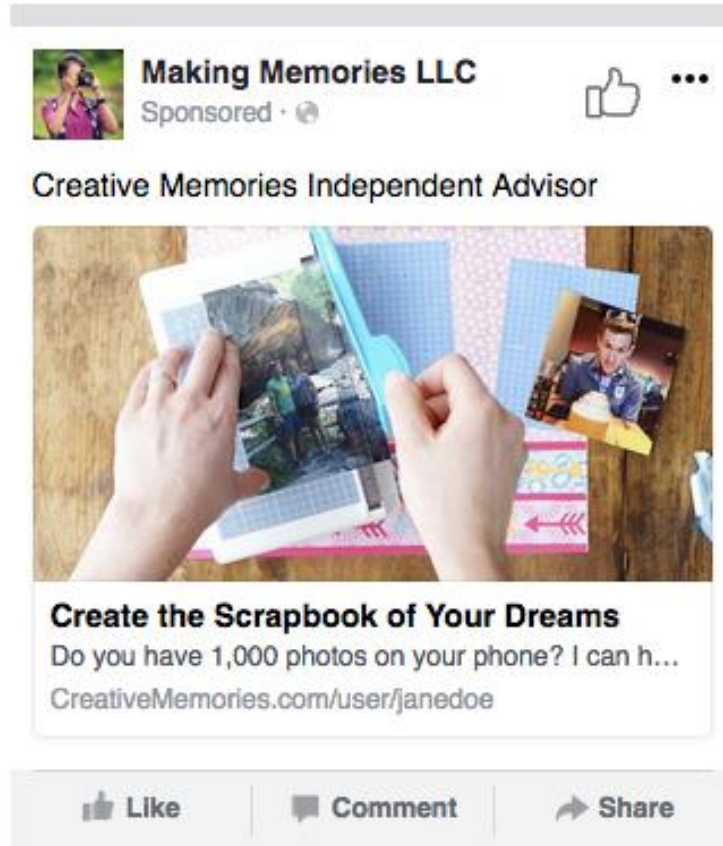 Making Memories LLC
Sponsored ·
Creative Memories Independent Advisor
Create the Scrapbook of Your Dreams
Do you have 1,000 photos on your phone? I can h...
CreativeMemories.com/user/janedoe
Like Comment Share